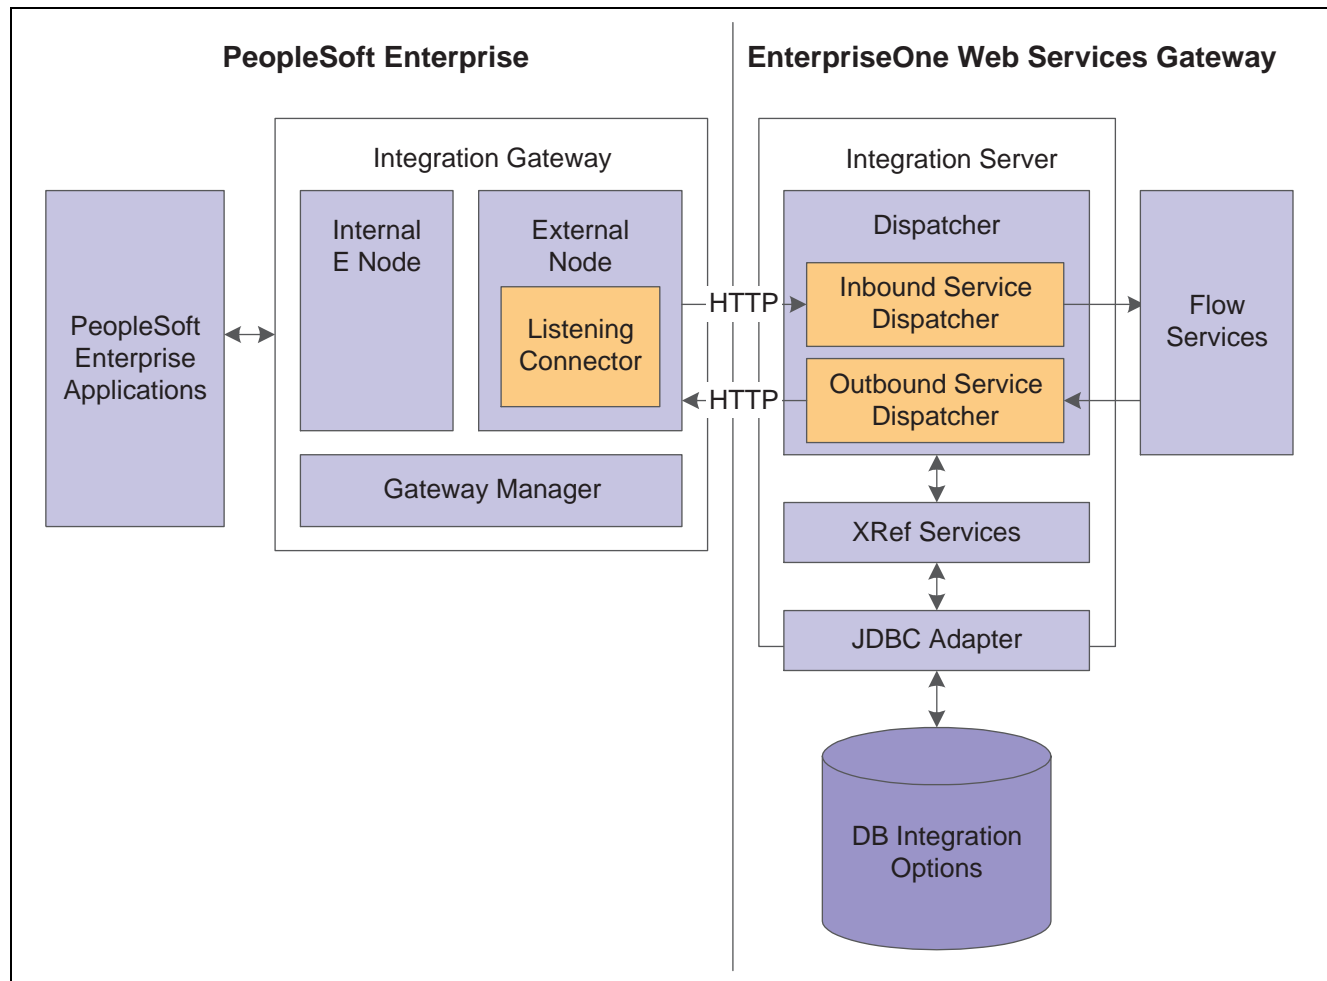 PeopleSoft Enterprise
EnterpriseOne Web Services Gateway
Integration Gateway
Integration Server
Internal
E Node
External
Node
Listening
Connector
PeopleSoft
Enterprise
Applications
Gateway Manager
HTTP
HTTP
Dispatcher
Inbound Service
Dispatcher
Outbound Service
Dispatcher
Flow
Services
XRef Services
JDBC Adapter
DB Integration
Options